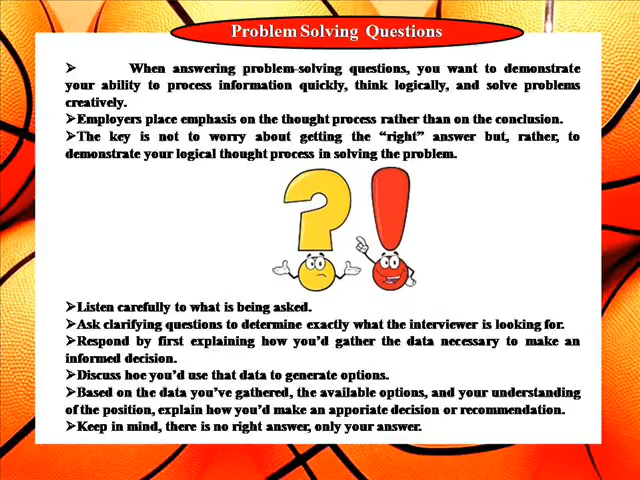 Problem Solving Questions
➢ When answering problem-solving questions, you want to demonstrate
your ability to process information quickly, think logically, and solve problems
creatively.
➢Employers place emphasis on the thought process rather than on the conclusion.
➢The key is not to worry about getting the “right” answer but, rather, to
demonstrate your logical thought process in solving the problem.
?!
➢Listen carefully to what is being asked.
➢Ask clarifying questions to determine exactly what the interviewer is looking for.
➢Respond by first explaining how you’d gather the data necessary to make an
informed decision.
➢Discuss hoe you’d use that data to generate options.
➢Based on the data you’ve gathered, the available options, and your understanding
of the position, explain how you’d make an apporiate decision or recommendation.
➢Keep in mind, there is no right answer, only your answer.